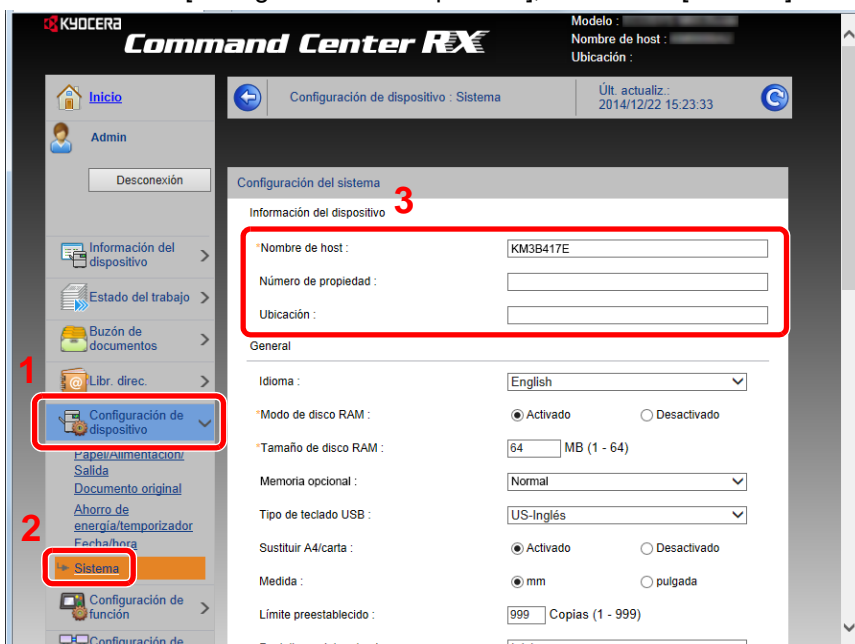 KYOCERA
Command Center RX
Modelo :
Nombre de host :
Ubicación :
Inicio
Configuración de dispositivo : Sistema
Últ. actualiz.:
2014/12/22 15:23:33
Admin
Desconexión
Configuración del sistema
3
Información del dispositivo
Información del
dispositivo
*Nombre de host :
KM3B417E
Número de propiedad :
Estado del trabajo
Ubicación :
Buzón de
documentos
General
1
Libr. direc.
Idioma :
English
Configuración de
dispositivo
*Modo de disco RAM :
Activado
Desactivado
Papel/Alimentación/
Salida
*Tamaño de disco RAM :
64 MB (1 - 64)
Documento original
Memoria opcional :
Normal
Ahorro de
energía/temporizador
2
Tipo de teclado USB :
US-Inglés
Fecha/hora
Sustituir A4/carta :
Activado
Desactivado
Sistema
Medida :
mm
pulgada
Configuración de
función
Límite preestablecido :
999 Copias (1 - 999)
Configuración de